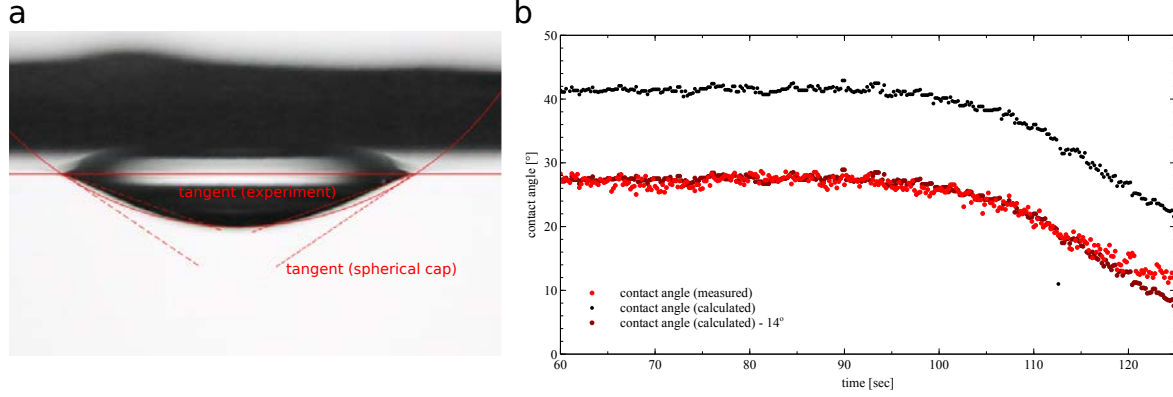 a
tangent (experiment)
tangent (spherical cap)
b
50
40
30
20
10
0
contact angle [°]
contact angle (measured)
contact angle (calculated)
contact angle (calculated) - 14°
60
70
80
90
100
110
120
time [sec]